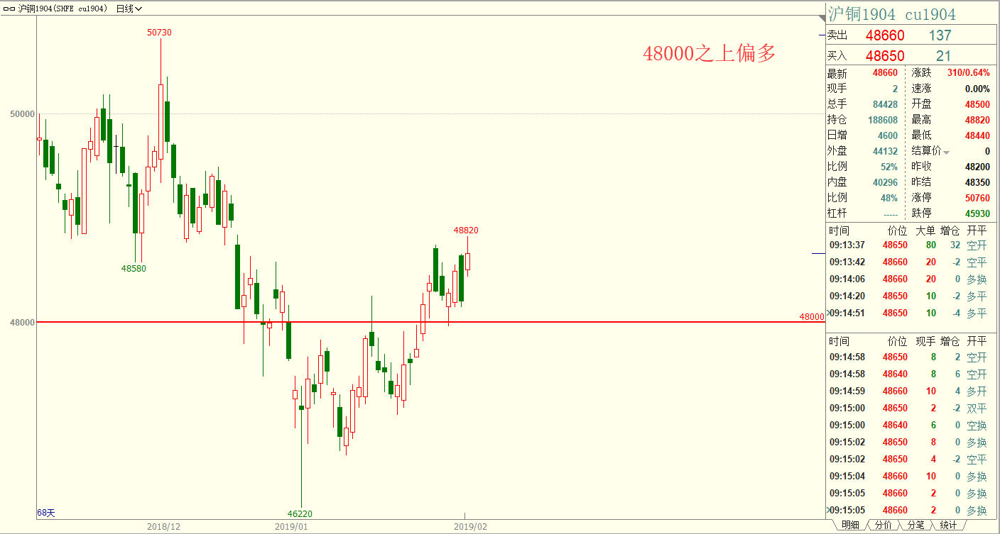 沪铜1904(SHFE cu1904) 日线
50730
48000之上偏多
50000
48580
48820
48000
48000
46220
68天
2018/12 2019/01 2019/02
沪铜1904 cu1904
卖出 48660 137
买入 48650 21
最新 48660 涨跌 310/0.64%
现手 2 速涨 0.00%
总手 84428 开盘 48500
持仓 188608 最高 48820
日增 4600 最低 48440
外盘 44132 结算价 0
比例 52% 昨收 48200
内盘 40296 昨结 48350
比例 48% 涨停 50760
杠杆 ----- 跌停 45930
时间 价位 大单 增仓 开平
09:13:37 48650 80 32 空开
09:13:42 48660 20 -2 空平
09:14:06 48660 20 0 多换
09:14:20 48650 10 -2 多平
09:14:51 48650 10 -4 多平
时间 价位 现手 增仓 开平
09:14:58 48650 8 2 空开
09:14:58 48640 8 6 空开
09:14:59 48660 10 4 多开
09:15:00 48650 2 -2 双平
09:15:00 48640 6 0 空换
09:15:02 48650 8 0 多换
09:15:02 48650 4 -2 空平
09:15:04 48660 10 0 多换
09:15:05 48660 2 0 多换
09:15:05 48660 2 0 多换
明细 分价 分笔 统计